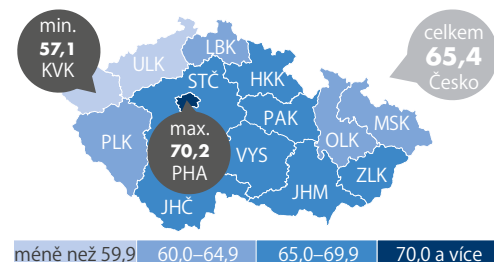 min.
57,1
KVK
ULK
LBK
celkem
65,4
Česko
STČ
HKK
PAK
MSK
PLK
max.
70,2
PHA
VYS
OLK
ZLK
JHM
JHČ
méně než 59,9 60,0–64,9 65,0–69,9 70,0 a více